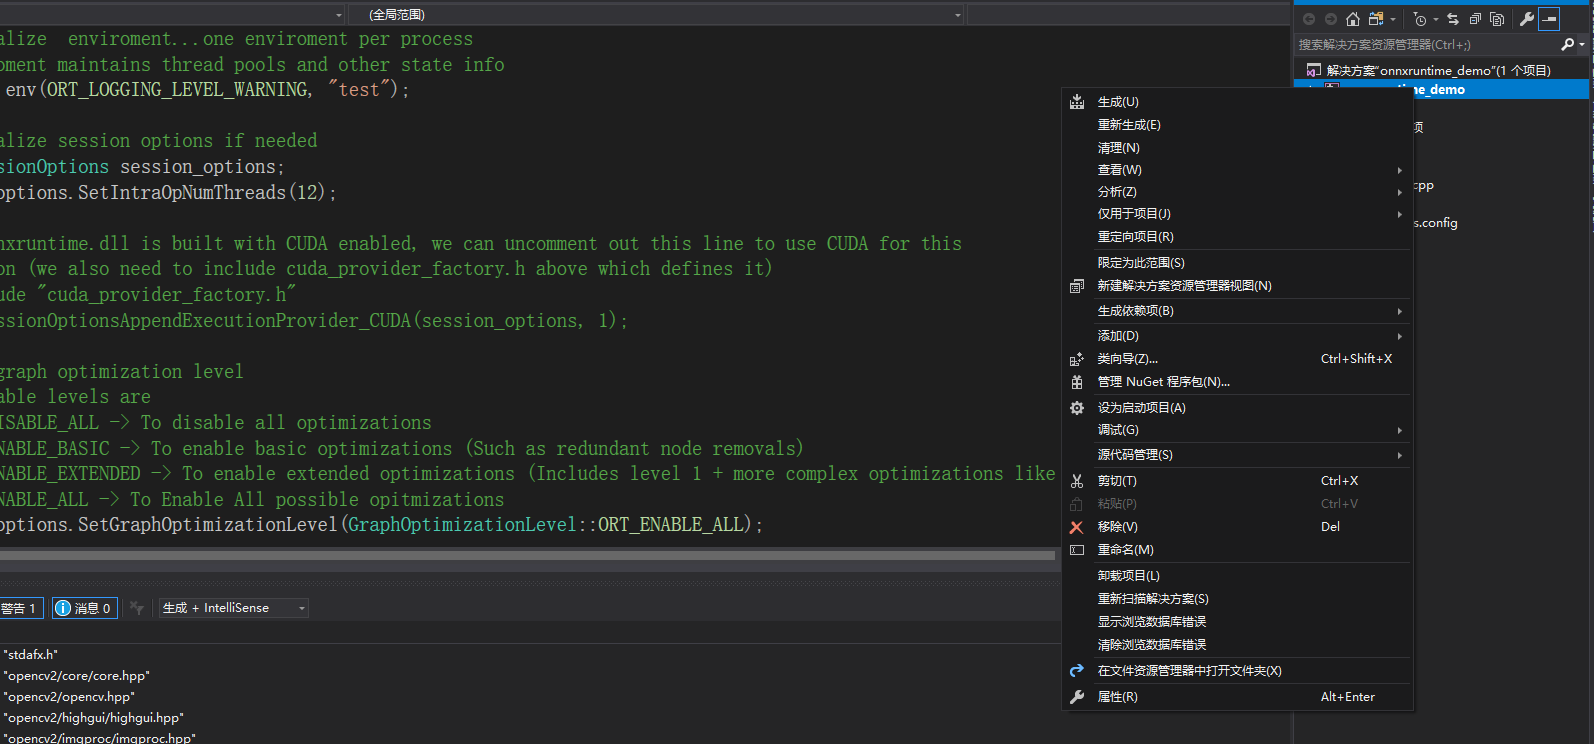 (全局范围)
alize  enviroment...one enviroment per process
oment maintains thread pools and other state info
env(ORT_LOGGING_LEVEL_WARNING, "test");
alize session options if needed
sionOptions session_options;
options.SetIntraOpNumThreads(12);
nxruntime.dll is built with CUDA enabled, we can uncomment out this line to use CUDA for this
on (we also need to include cuda_provider_factory.h above which defines it)
ude "cuda_provider_factory.h"
ssionOptionsAppendExecutionProvider_CUDA(session_options, 1);
graph optimization level
able levels are
ISABLE_ALL -> To disable all optimizations
NABLE_BASIC -> To enable basic optimizations (Such as redundant node removals)
NABLE_EXTENDED -> To enable extended optimizations (Includes level 1 + more complex optimizations like
NABLE_ALL -> To Enable All possible opitmizations
options.SetGraphOptimizationLevel(GraphOptimizationLevel::ORT_ENABLE_ALL);
警告 1
消息 0
生成 + IntelliSense
"stdafx.h"
"opencv2/core/core.hpp"
"opencv2/opencv.hpp"
"opencv2/highgui/highgui.hpp"
"opencv2/imgproc/imgproc.hpp"
生成(U)
重新生成(E)
清理(N)
查看(W)
分析(Z)
仅用于项目(J)
重定向项目(R)
限定为此范围(S)
新建解决方案资源管理器视图(N)
生成依赖项(B)
添加(D)
类向导(Z)... Ctrl+Shift+X
管理 NuGet 程序包(N)...
设为启动项目(A)
调试(G)
源代码管理(S)
剪切(T) Ctrl+X
粘贴(P) Ctrl+V
移除(V) Del
重命名(M)
卸载项目(L)
重新扫描解决方案(S)
显示浏览数据库错误
清除浏览数据库错误
在文件资源管理器中打开文件夹(X)
属性(R) Alt+Enter
搜索解决方案资源管理器(Ctrl+;)
解决方案"onnxruntime_demo"(1 个项目)
ime_demo
项
cpp
s.config